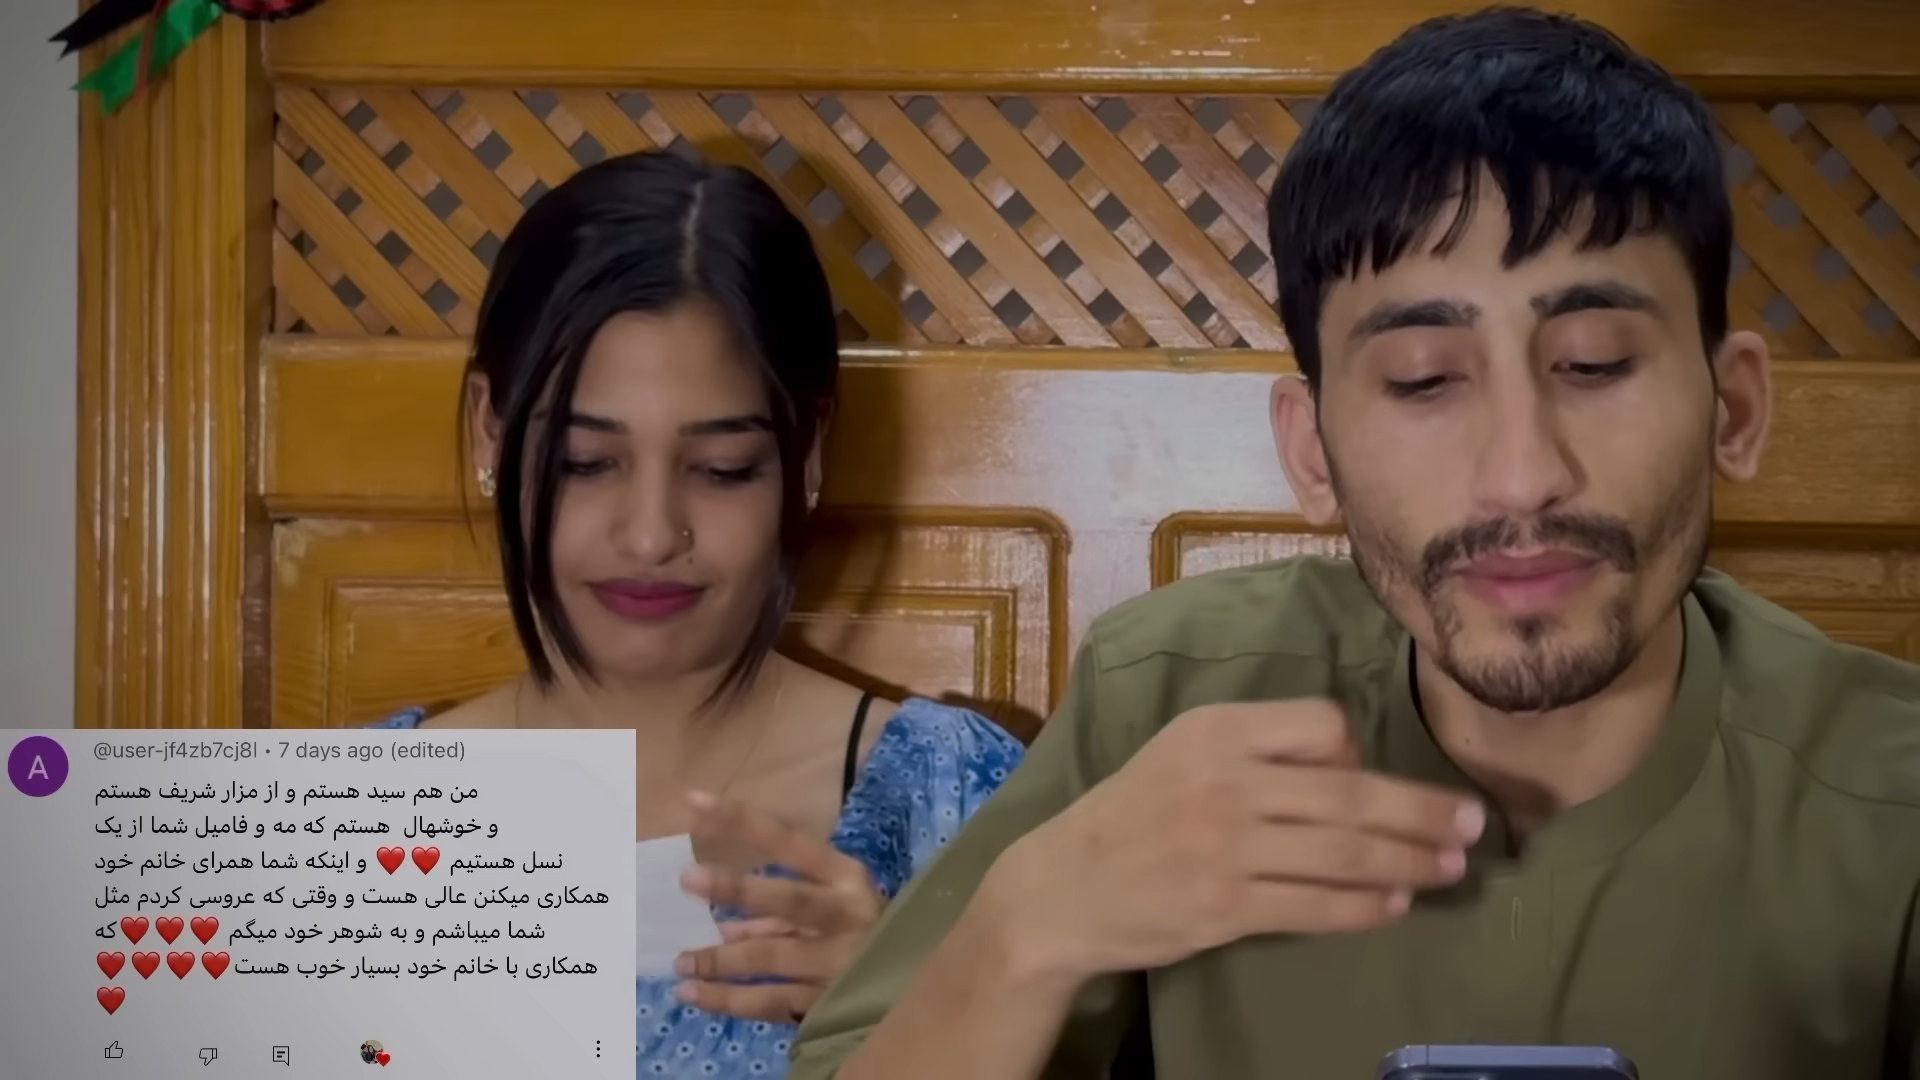 A
@user-jf4zb7cj8l • 7 days ago (edited)
من هم سید هستم و از مزار شریف هستم
و خوشهال هستم که مه و فامیل شما از یک
نسل هستیم ❤️❤️ و اینکه شما همرای خانم خود
همکاری میکنن عالی هست و وقتی که عروسی کردم مثل
شما میباشم و به شوهر خود میگم ❤️❤️❤️که
همکاری با خانم خود بسیار خوب هست❤️❤️❤️❤️
❤️